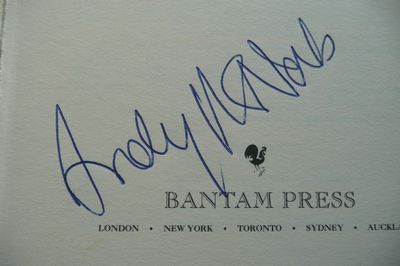 Andy McNab
BANTAM PRESS
LONDON • NEW YORK • TORONTO • SYDNEY • AUCKLA